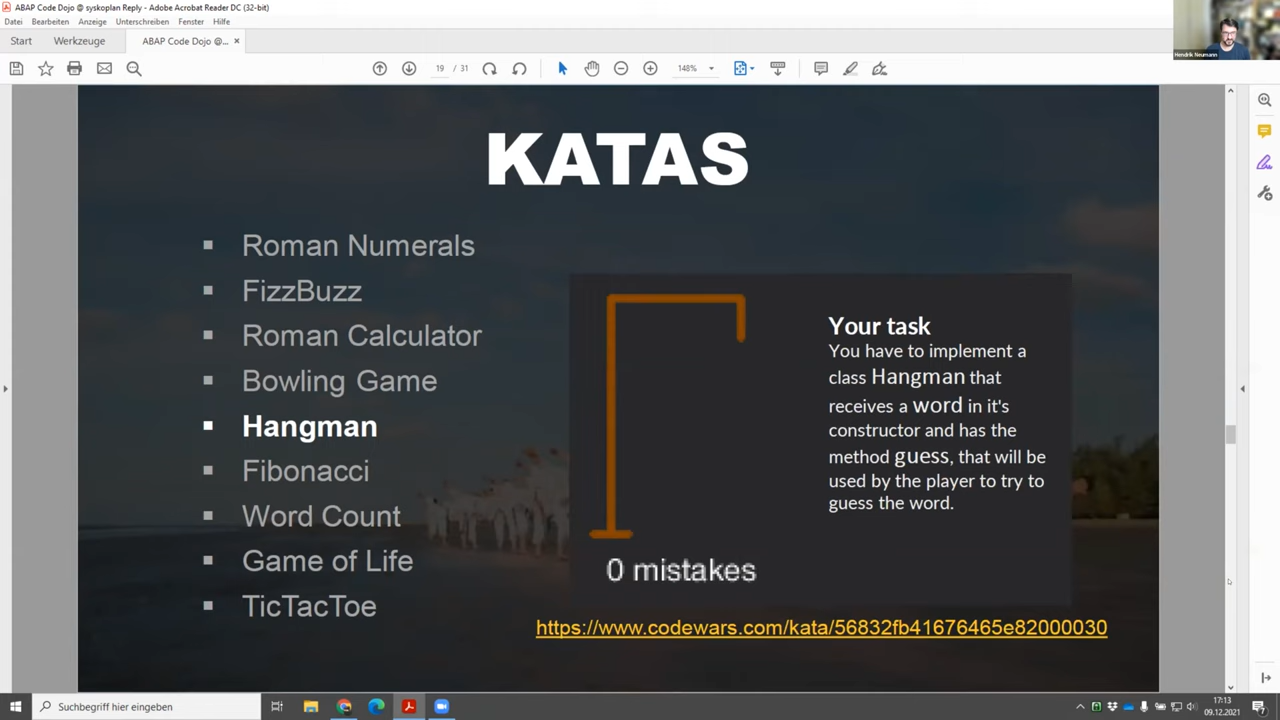 ABAP Code Dojo @ syskoplan Reply - Adobe Acrobat Reader DC (32-bit)
Datei Bearbeiten Anzeige Unterschreiben Fenster Hilfe
Start Werkzeuge ABAP Code Dojo @... ×
19 / 31 148%
Hendrik Neumann
KATAS
Roman Numerals
FizzBuzz
Roman Calculator
Bowling Game
Hangman
Fibonacci
Word Count
Game of Life
TicTacToe
Your task
You have to implement a
class Hangman that
receives a word in it's
constructor and has the
method guess, that will be
used by the player to try to
guess the word.
0 mistakes
https://www.codewars.com/kata/56832fb41676465e82000030
Suchbegriff hier eingeben
17:13
09.12.2021